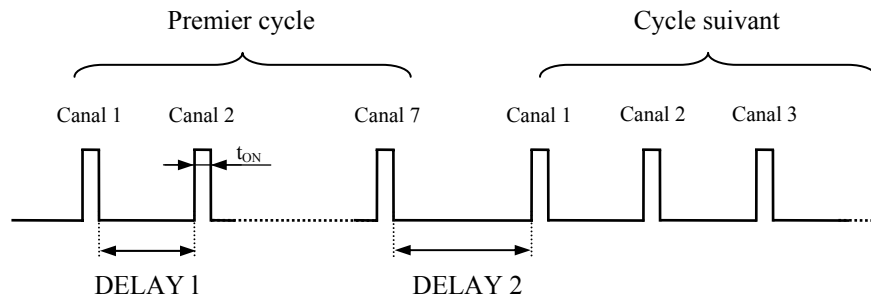 Premier cycle
Cycle suivant
Canal 1
Canal 2
Canal 7
Canal 1
Canal 2
Canal 3
tON
DELAY 1
DELAY 2